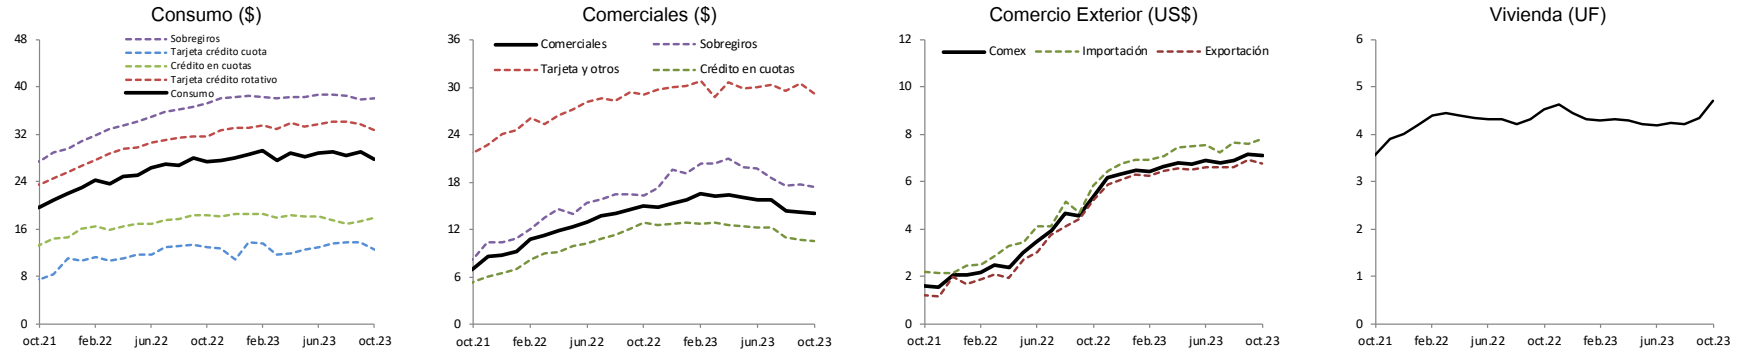 Consumo ($)
48
40
32
24
16
8
0
Sobregiros
Tarjeta crédito cuota
Crédito en cuotas
Tarjeta crédito rotativo
Consumo
oct.21 feb.22 jun.22 oct.22 feb.23 jun.23 oct.23
Comerciales ($)
36
30
24
18
12
6
0
Comerciales Sobregiros
Tarjeta y otros Crédito en cuotas
oct.21 feb.22 jun.22 oct.22 feb.23 jun.23 oct.23
Comercio Exterior (US$)
12
10
8
6
4
2
0
Comex Importación Exportación
oct.21 feb.22 jun.22 oct.22 feb.23 jun.23 oct.23
Vivienda (UF)
6
5
4
3
2
1
0
oct.21 feb.22 jun.22 oct.22 feb.23 jun.23 oct.23